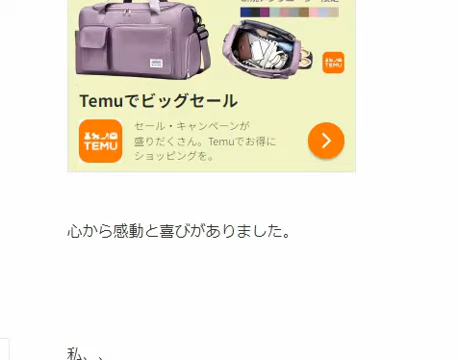 Temuでビッグセール
TEMU
セール・キャンペーンが
盛りだくさん。Temuでお得に
ショッピングを。
TEMU
心から感動と喜びがありました。
私、、